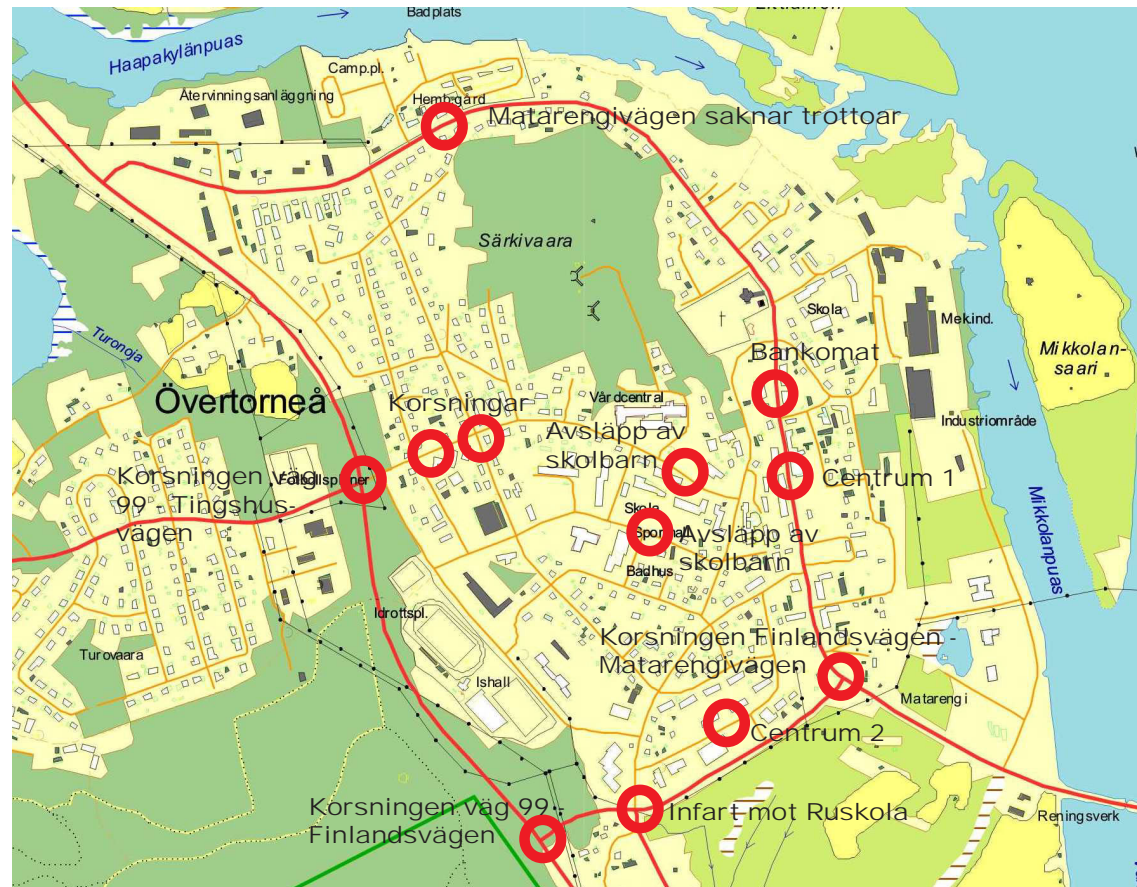 Badplats
Haapakylänpuas
Camp.pl.
Återvinningsanläggning
Matarengivägen saknar trottoar
Särkivaara
Skola
Mek.ind.
Turonoja
Bankomat
Mikkolan-
saari
Övertorneå
Korsningar
Vårdcentral
Industriområde
Avsläpp av
skolbarn
Korsningen väg
99 - Tingshus-
vägen
Centrum 1
Skola
Avsläpp av
skolbarn
Badhus
Mikkolanpuas
Idrottspl.
Korsningen Finlandsvägen -
Matarengivägen
Turovaara
Ishall
Matarengi
Centrum 2
Korsningen väg 99 -
Finlandsvägen
Infart mot Ruskola
Reningsverk